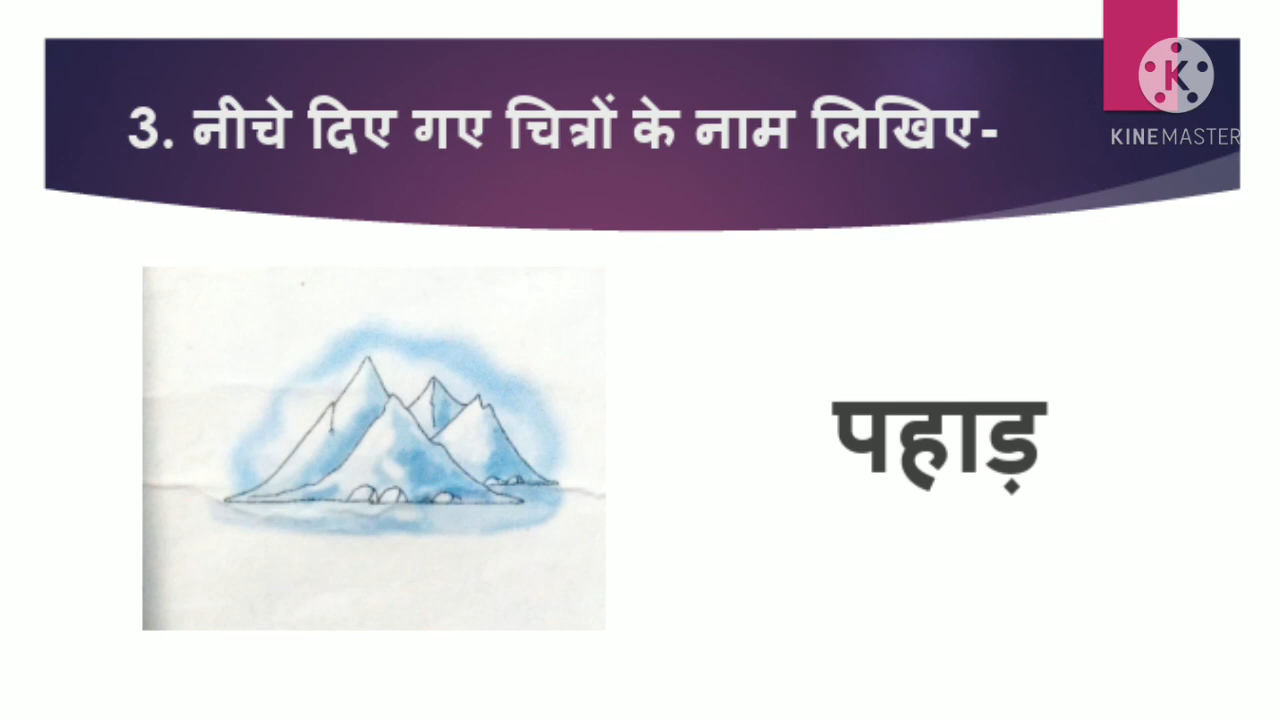 3. नीचे दिए गए चित्रों के नाम लिखिए-
K
KINEMASTER
पहाड़